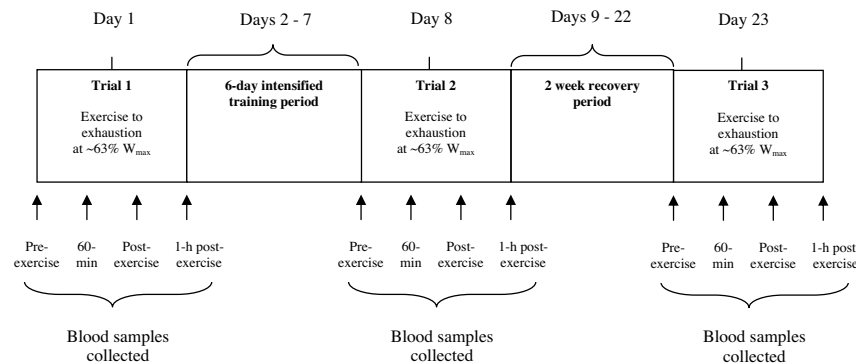 Day 1
Days 2 - 7
Day 8
Days 9 - 22
Day 23
Trial 1
Exercise to
exhaustion
at ~63% Wmax
6-day intensified
training period
Trial 2
Exercise to
exhaustion
at ~63% Wmax
2 week recovery
period
Trial 3
Exercise to
exhaustion
at ~63% Wmax
Pre-
exercise
60-
min
Post-
exercise
1-h post-
exercise
Pre-
exercise
60-
min
Post-
exercise
1-h post-
exercise
Pre-
exercise
60-
min
Post-
exercise
1-h post
exercise
Blood samples
collected
Blood samples
collected
Blood samples
collected